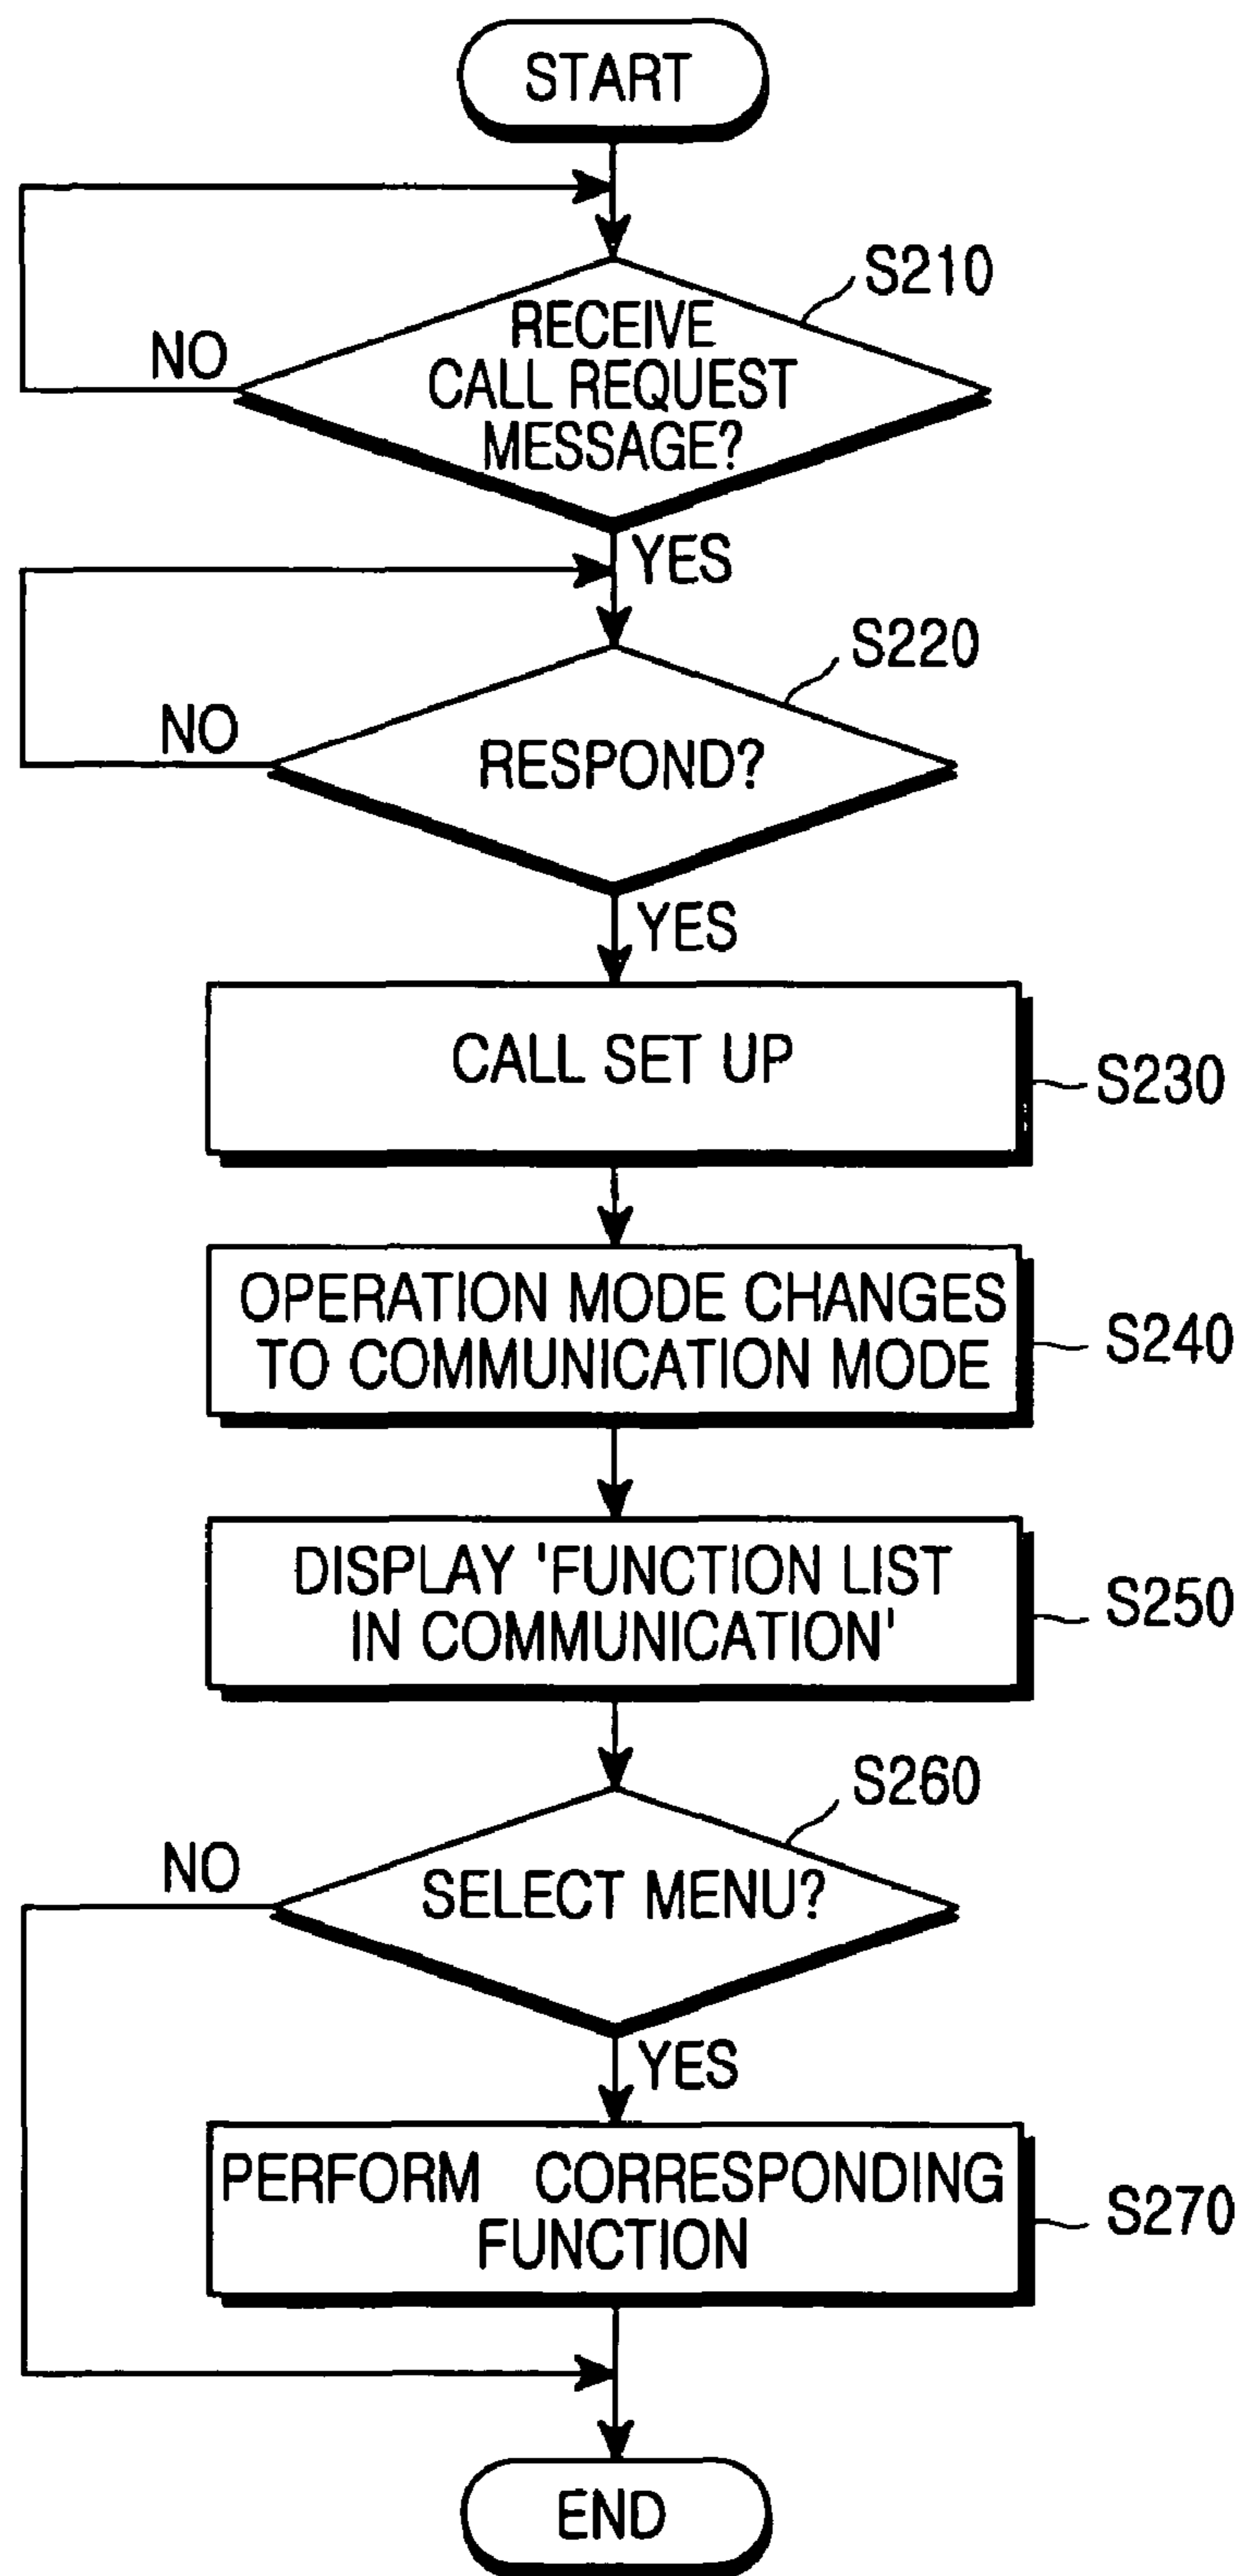 START
S210
RECEIVE
CALL REQUEST
MESSAGE?
NO
YES
S220
RESPOND?
NO
YES
CALL SET UP
S230
OPERATION MODE CHANGES
TO COMMUNICATION MODE
S240
DISPLAY 'FUNCTION LIST
IN COMMUNICATION'
S250
S260
NO
SELECT MENU?
YES
PERFORM CORRESPONDING
FUNCTION
S270
END